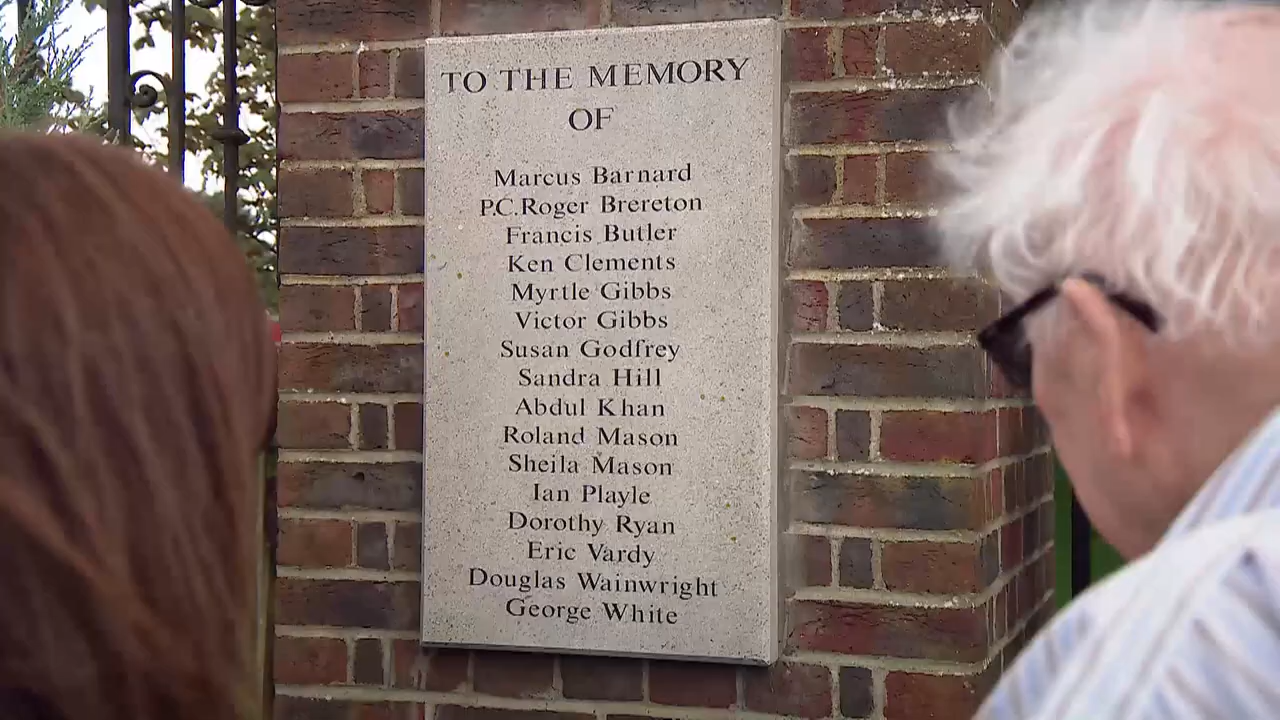 TO THE MEMORY
OF
Marcus Barnard
P.C.Roger Brereton
Francis Butler
Ken Clements
Myrtle Gibbs
Victor Gibbs
Susan Godfrey
Sandra Hill
Abdul Khan
Roland Mason
Sheila Mason
Ian Playle
Dorothy Ryan
Eric Vardy
Douglas Wainwright
George White